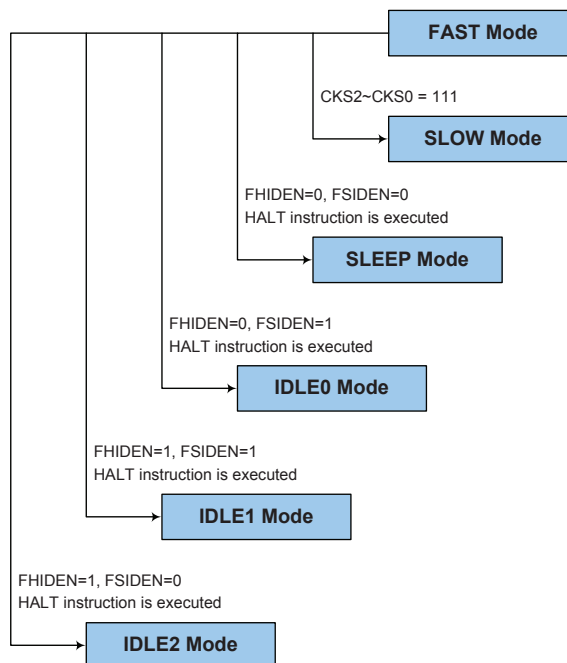 FAST Mode
CKS2~CKS0 = 111
SLOW Mode
FHIDEN=0, FSIDEN=0
HALT instruction is executed
SLEEP Mode
FHIDEN=0, FSIDEN=1
HALT instruction is executed
IDLE0 Mode
FHIDEN=1, FSIDEN=1
HALT instruction is executed
IDLE1 Mode
FHIDEN=1, FSIDEN=0
HALT instruction is executed
IDLE2 Mode